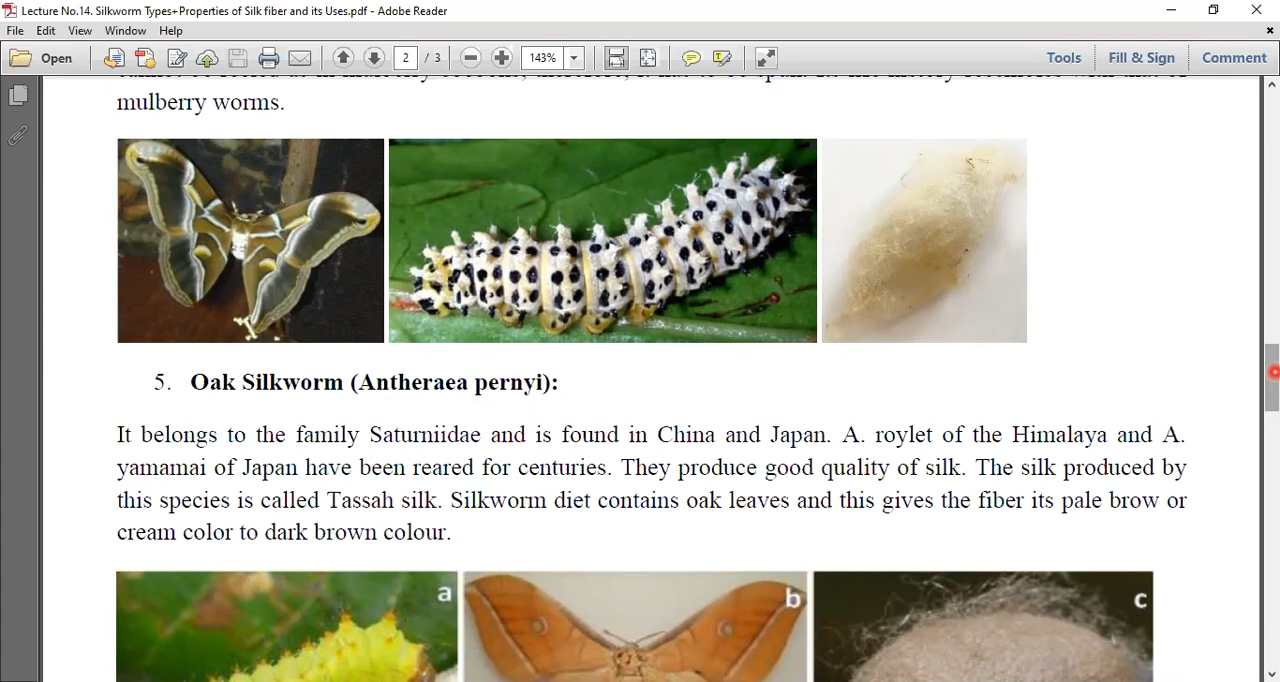 Lecture No.14. Silkworm Types+Properties of Silk fiber and its Uses.pdf - Adobe Reader
File Edit View Window Help
Open 2 / 3 143% Tools Fill & Sign Comment
mulberry worms.
5. Oak Silkworm (Antheraea pernyi):
It belongs to the family Saturniidae and is found in China and Japan. A. roylet of the Himalaya and A.
yamamai of Japan have been reared for centuries. They produce good quality of silk. The silk produced by
this species is called Tassah silk. Silkworm diet contains oak leaves and this gives the fiber its pale brow or
cream color to dark brown colour.
a b c